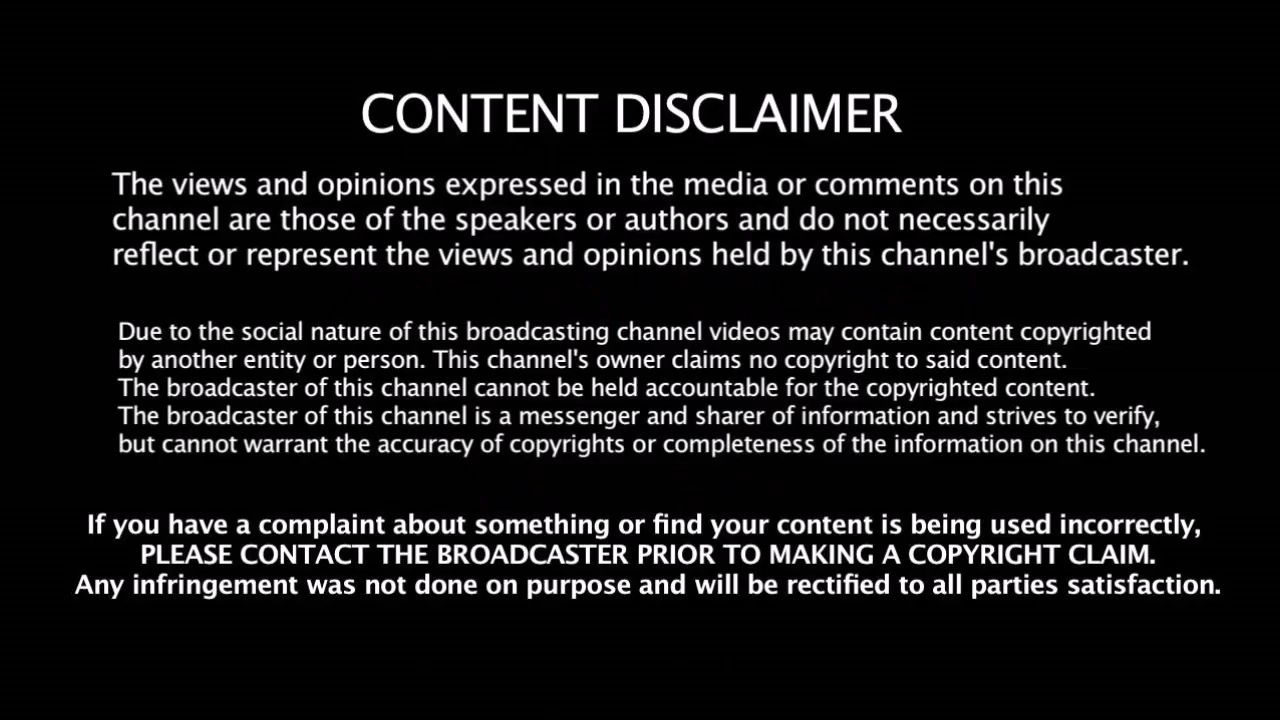 CONTENT DISCLAIMER
The views and opinions expressed in the media or comments on this
channel are those of the speakers or authors and do not necessarily
reflect or represent the views and opinions held by this channel's broadcaster.
Due to the social nature of this broadcasting channel videos may contain content copyrighted
by another entity or person. This channel's owner claims no copyright to said content.
The broadcaster of this channel cannot be held accountable for the copyrighted content.
The broadcaster of this channel is a messenger and sharer of information and strives to verify,
but cannot warrant the accuracy of copyrights or completeness of the information on this channel.
If you have a complaint about something or find your content is being used incorrectly,
PLEASE CONTACT THE BROADCASTER PRIOR TO MAKING A COPYRIGHT CLAIM.
Any infringement was not done on purpose and will be rectified to all parties satisfaction.